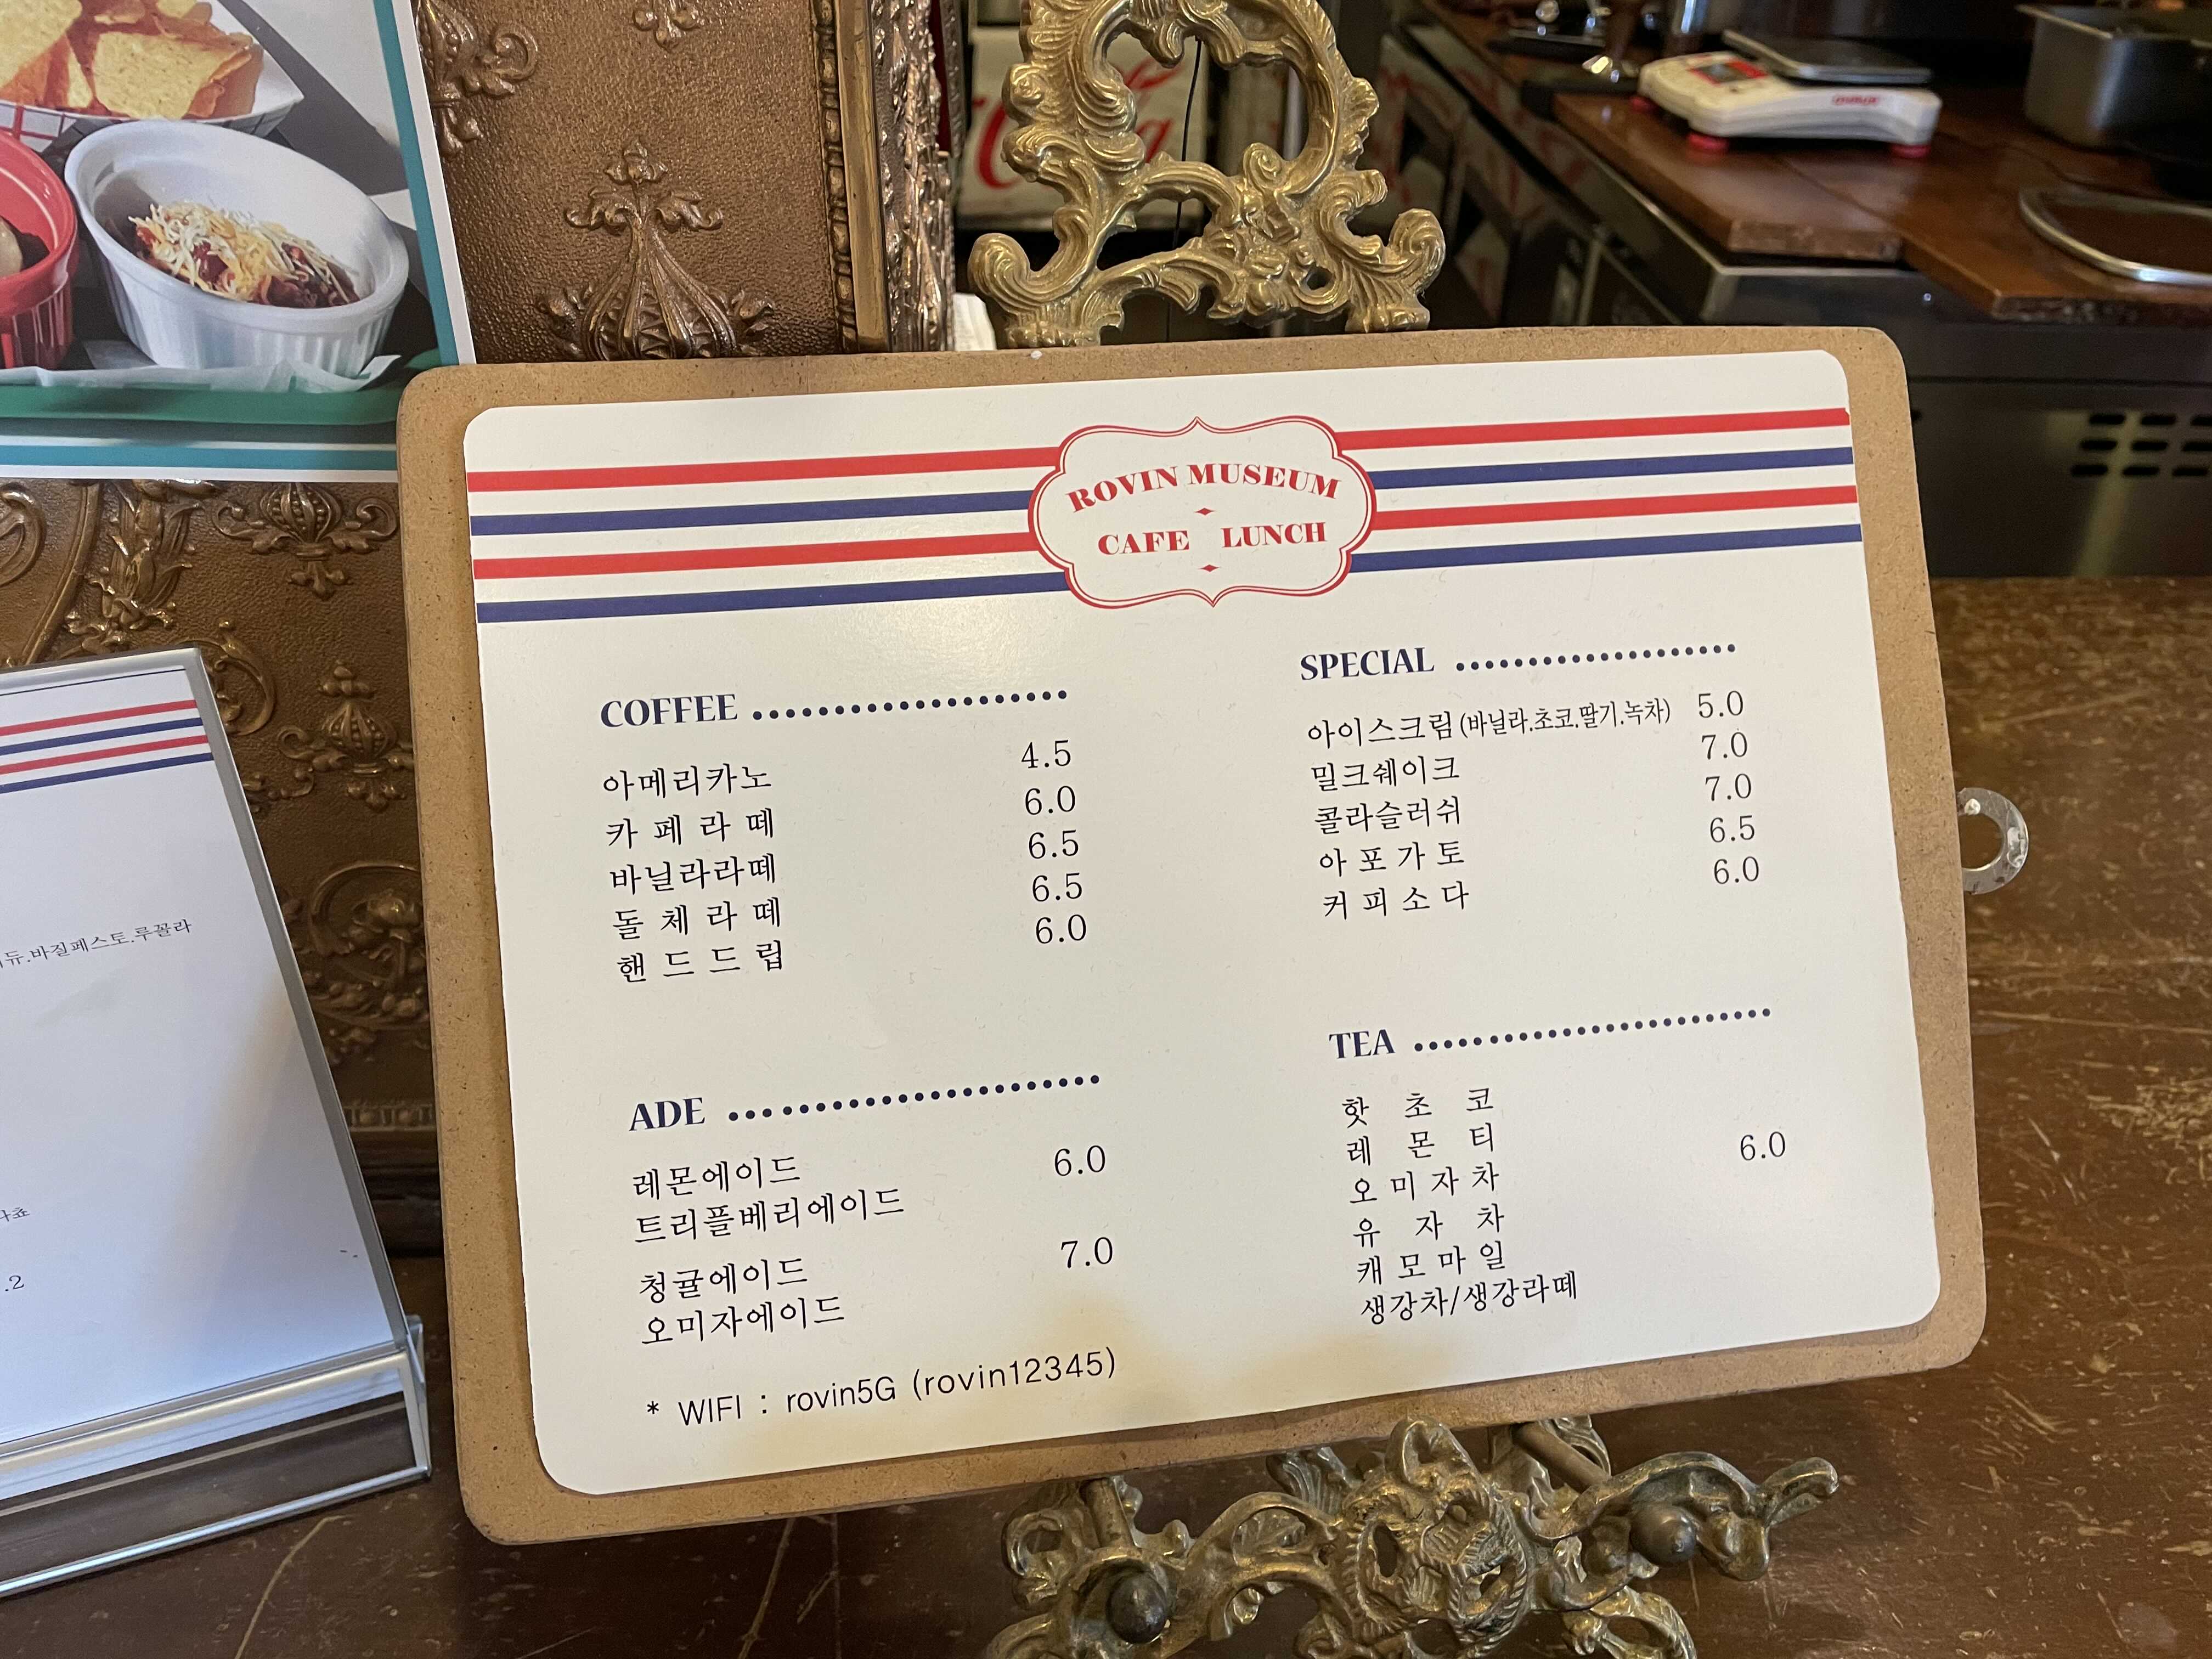 ROVIN MUSEUM
CAFE LUNCH
COFFEE
아메리카노 4.5
카페라떼 6.0
바닐라라떼 6.5
돌체라떼 6.5
핸드드립 6.0
ADE
레몬에이드 6.0
트리플베리에이드
청귤에이드 7.0
오미자에이드
* WIFI : rovin5G (rovin12345)
SPECIAL
아이스크림 (바닐라.초코.딸기.녹차) 5.0
밀크쉐이크 7.0
콜라슬러쉬 7.0
아포가토 6.5
커피소다 6.0
TEA
핫초코
레몬티 6.0
오미자차
유자차
캐모마일
생강차/생강라떼
듀.바질페스토.루꼴라
.2